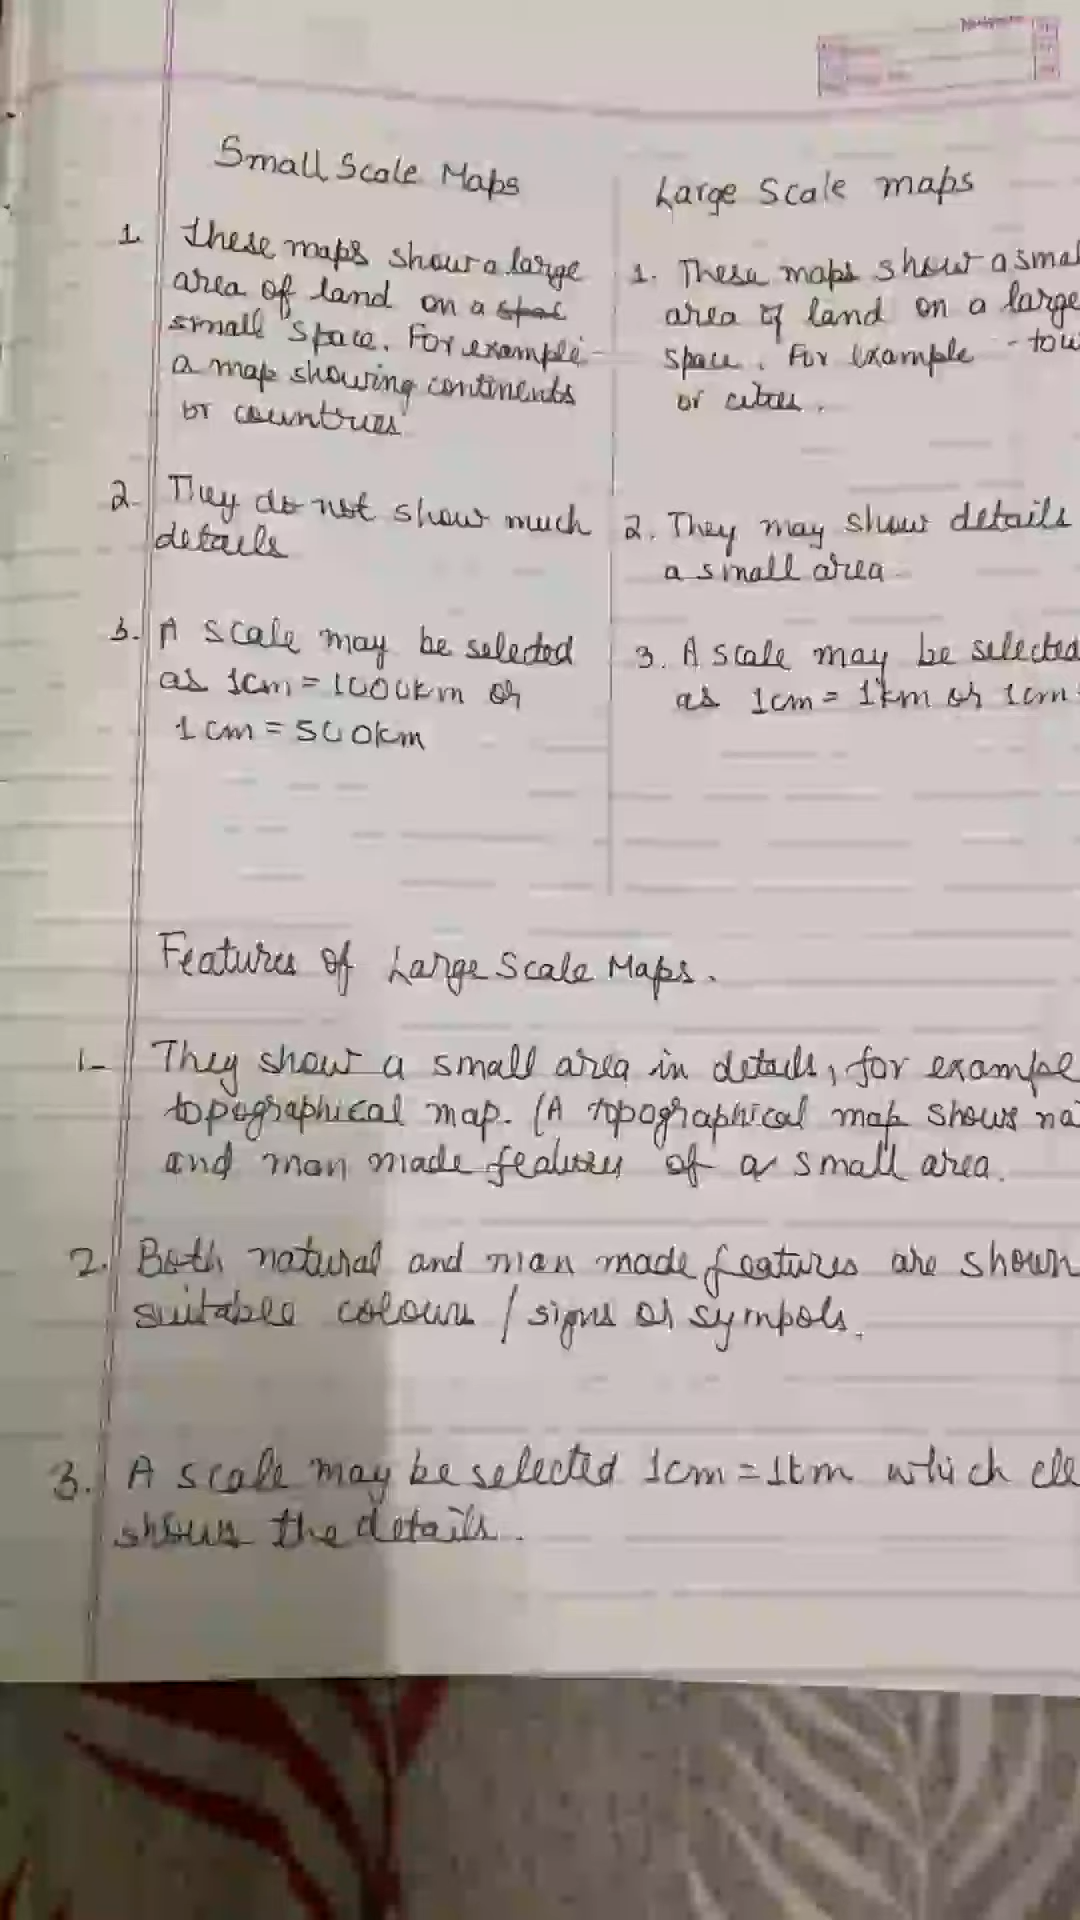 Small Scale Maps
1. These maps show a large
area of land on a
small space. For example -
a map showing continents
or countries
2. They do not show much
details
3. A scale may be selected
as 1cm = 1000km or
1cm = 500km
Large Scale maps
1. These maps show a smal
area of land on a large
space. For example - tow
or cities.
2. They may show details
a small area
3. A scale may be selected
as 1cm = 1km or 1cm
Features of Large Scale Maps.
1- They show a small area in details, for example
topographical map. (A topographical map shows na
and man made features of a small area.
2. Both natural and man made features are shown
suitable colours / signs or symbols.
3. A scale may be selected 1cm = 1km which cle
shows the details.